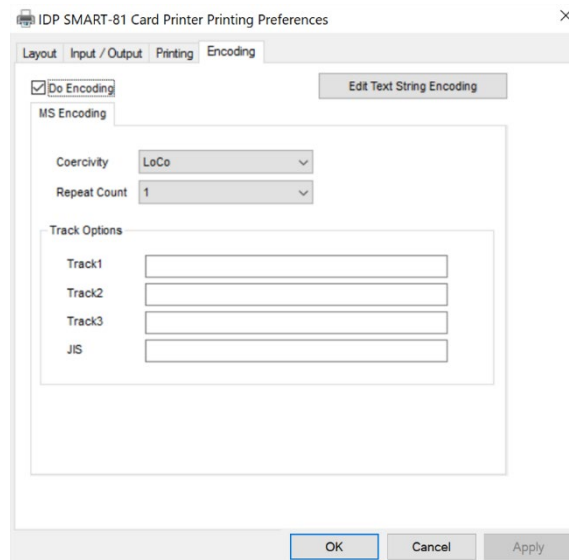 IDP SMART-81 Card Printer Printing Preferences
Layout Input / Output Printing Encoding
Do Encoding Edit Text String Encoding
MS Encoding
Coercivity LoCo
Repeat Count 1
Track Options
Track1
Track2
Track3
JIS
OK Cancel Apply